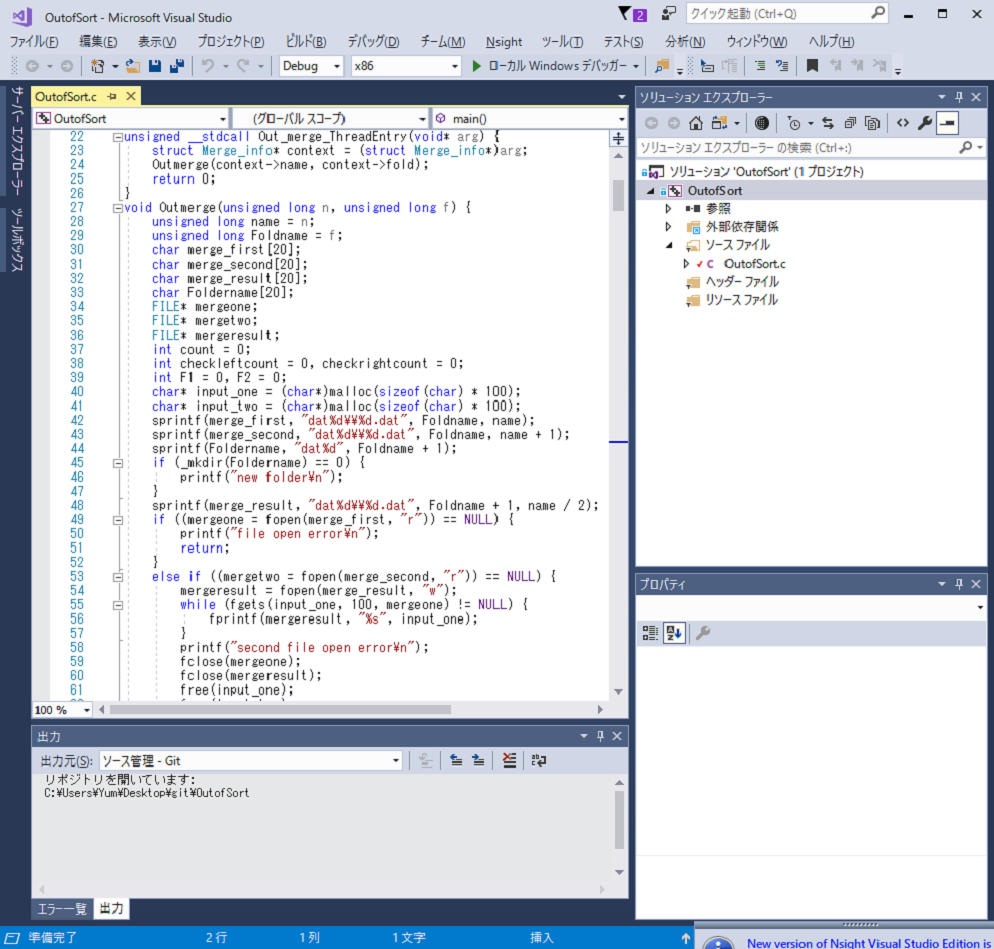 OutofSort - Microsoft Visual Studio
2
クイック起動 (Ctrl+Q)
ファイル(F) 編集(E) 表示(V) プロジェクト(P) ビルド(B) デバッグ(D) チーム(M) Nsight ツール(T) テスト(S) 分析(N) ウィンドウ(W) ヘルプ(H)
Debug x86 ローカル Windows デバッガー
サーバー エクスプローラー
ツールボックス
OutofSort.c
OutofSort (グローバル スコープ) main()
22 unsigned __stdcall Out_merge_ThreadEntry(void* arg) {
23 struct Merge_info* context = (struct Merge_info*)arg;
24 Outmerge(context->name, context->fold);
25 return 0;
26 }
27 void Outmerge(unsigned long n, unsigned long f) {
28 unsigned long name = n;
29 unsigned long Foldname = f;
30 char merge_first[20];
31 char merge_second[20];
32 char merge_result[20];
33 char Foldername[20];
34 FILE* mergeone;
35 FILE* mergetwo;
36 FILE* mergeresult;
37 int count = 0;
38 int checkleftcount = 0, checkrightcount = 0;
39 int F1 = 0, F2 = 0;
40 char* input_one = (char*)malloc(sizeof(char) * 100);
41 char* input_two = (char*)malloc(sizeof(char) * 100);
42 sprintf(merge_first, "dat%d¥¥%d.dat", Foldname, name);
43 sprintf(merge_second, "dat%d¥¥%d.dat", Foldname, name + 1);
44 sprintf(Foldername, "dat%d", Foldname + 1);
45 if (_mkdir(Foldername) == 0) {
46 printf("new folder¥n");
47 }
48 sprintf(merge_result, "dat%d¥¥%d.dat", Foldname + 1, name / 2);
49 if ((mergeone = fopen(merge_first, "r")) == NULL) {
50 printf("file open error¥n");
51 return;
52 }
53 else if ((mergetwo = fopen(merge_second, "r")) == NULL) {
54 mergeresult = fopen(merge_result, "w");
55 while (fgets(input_one, 100, mergeone) != NULL) {
56 fprintf(mergeresult, "%s", input_one);
57 }
58 printf("second file open error¥n");
59 fclose(mergeone);
60 fclose(mergeresult);
61 free(input_one);
100 %
出力
出力元(S): ソース管理 - Git
リポジトリを開いています:
C:¥Users¥Yum¥Desktop¥git¥OutofSort
エラー一覧 出力
ソリューション エクスプローラー
ソリューション エクスプローラー の検索 (Ctrl+:)
ソリューション 'OutofSort' (1 プロジェクト)
OutofSort
参照
外部依存関係
ソース ファイル
C OutofSort.c
ヘッダー ファイル
リソース ファイル
プロパティ
準備完了 2 行 1 列 1 文字 挿入
New version of Nsight Visual Studio Edition is